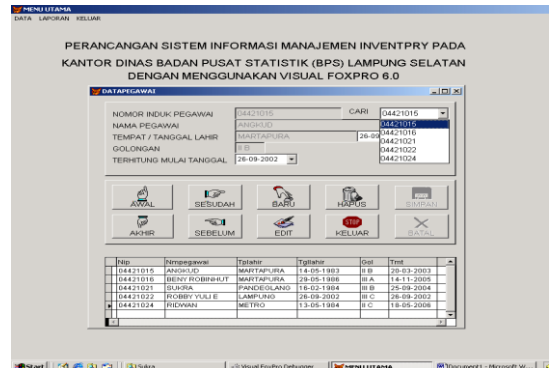 MENU UTAMA
DATA LAPORAN KELUAR
PERANCANGAN SISTEM INFORMASI MANAJEMEN INVENTPRY PADA
KANTOR DINAS BADAN PUSAT STATISTIK (BPS) LAMPUNG SELATAN
DENGAN MENGGUNAKAN VISUAL FOXPRO 6.0
DATAPEGAWAI
NOMOR INDUK PEGAWAI 04421015 CARI 04421015
NAMA PEGAWAI ANGKUD
TEMPAT / TANGGAL LAHIR MARTAPURA 26-09
GOLONGAN II B
TERHITUNG MULAI TANGGAL 26-09-2002
04421015
04421016
04421021
04421022
04421024
AWAL SESUDAH BARU HAPUS SIMPAN
AKHIR SEBELUM EDIT STOP KELUAR BATAL
Nip Nmpegawai Tptlahir Tgllahir Gol Tmt
04421015 ANGKUD MARTAPURA 14-05-1983 II B 20-03-2003
04421016 BENY ROBINHUT MARTAPURA 29-05-1986 III A 14-11-2005
04421021 SUKRA PANDEGLANG 16-02-1984 III B 25-09-2004
04421022 ROBBY YULI E LAMPUNG 26-09-2002 III C 26-09-2002
04421024 RIDWAN METRO 13-05-1984 II C 18-05-2006
Start Sukra Visual FoxPro Debugger MENU UTAMA Document1 - Microsoft W...